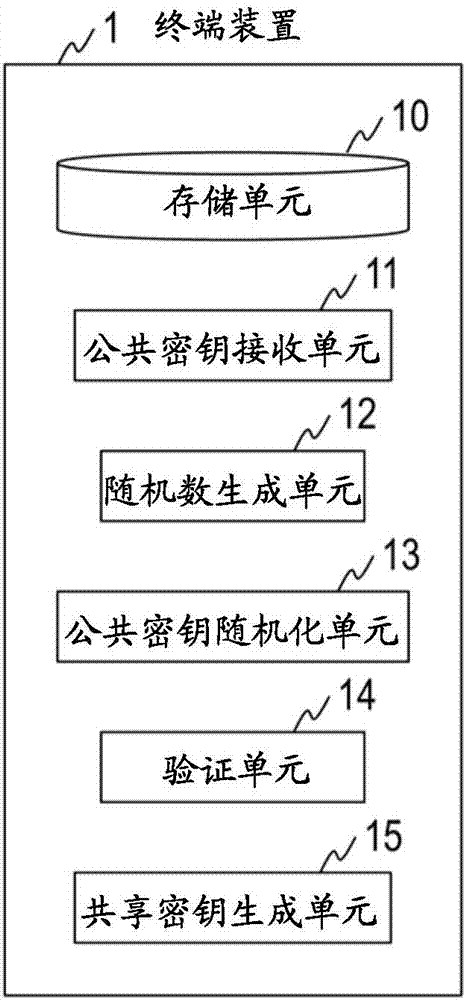 1 终端装置
10
存储单元
11
公共密钥接收单元
12
随机数生成单元
13
公共密钥随机化单元
14
验证单元
15
共享密钥生成单元